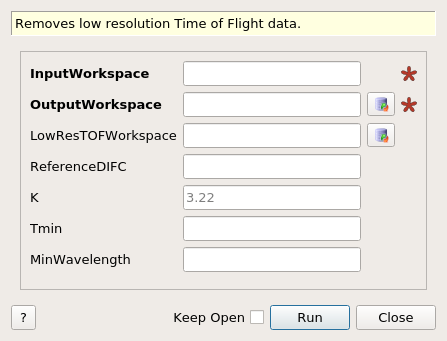 Removes low resolution Time of Flight data.
InputWorkspace
OutputWorkspace
LowResTOFWorkspace
ReferenceDIFC
K 3.22
Tmin
MinWavelength
? Keep Open Run Close